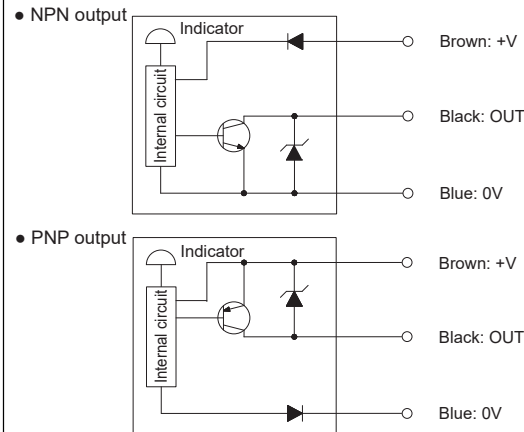 ● NPN output
Indicator
Brown: +V
Internal circuit
Black: OUT
Blue: 0V
● PNP output
Indicator
Brown: +V
Internal circuit
Black: OUT
Blue: 0V